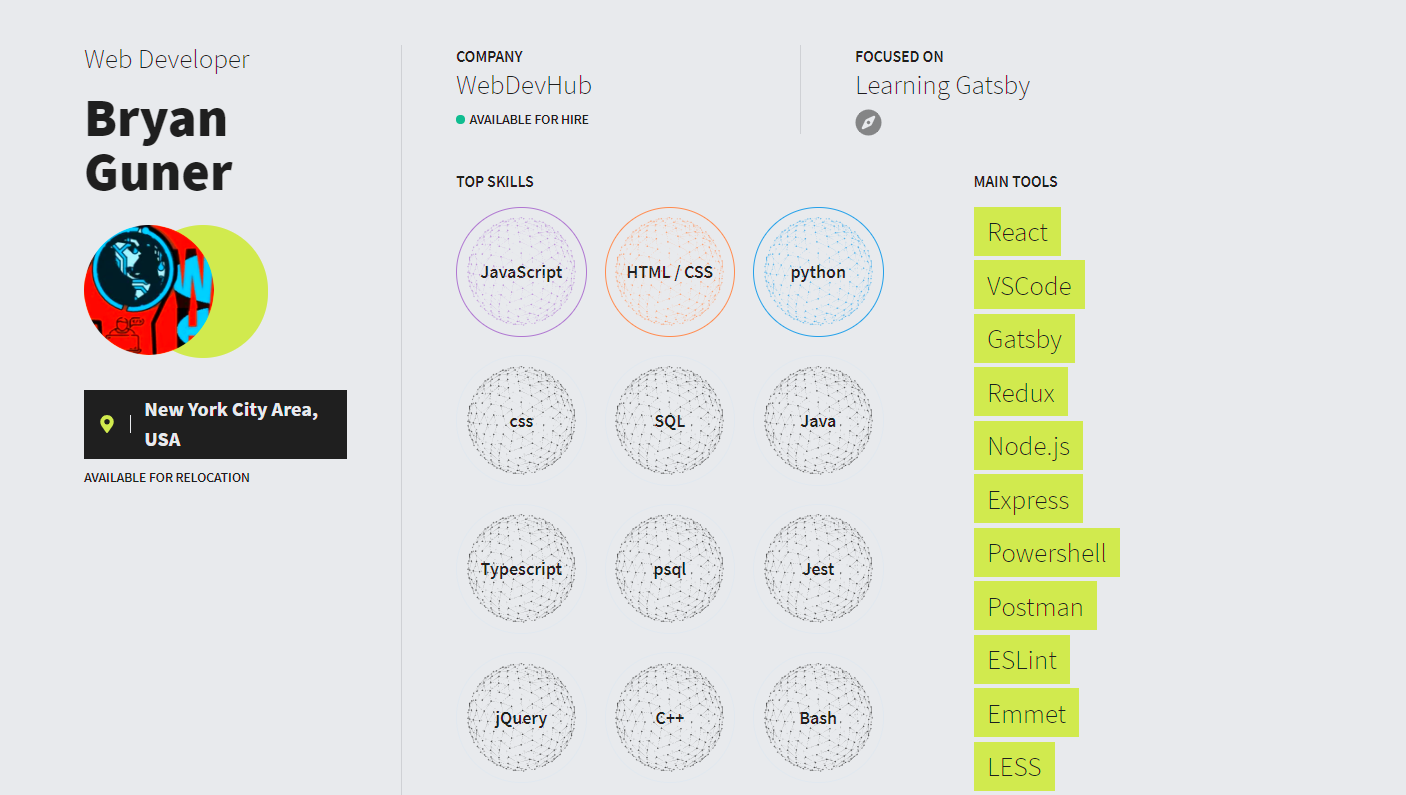 Web Developer
Bryan
Guner
New York City Area,
USA
AVAILABLE FOR RELOCATION
COMPANY
WebDevHub
AVAILABLE FOR HIRE
FOCUSED ON
Learning Gatsby
TOP SKILLS
JavaScript
HTML / CSS
python
css
SQL
Java
Typescript
psql
Jest
jQuery
C++
Bash
MAIN TOOLS
React
VSCode
Gatsby
Redux
Node.js
Express
Powershell
Postman
ESLint
Emmet
LESS